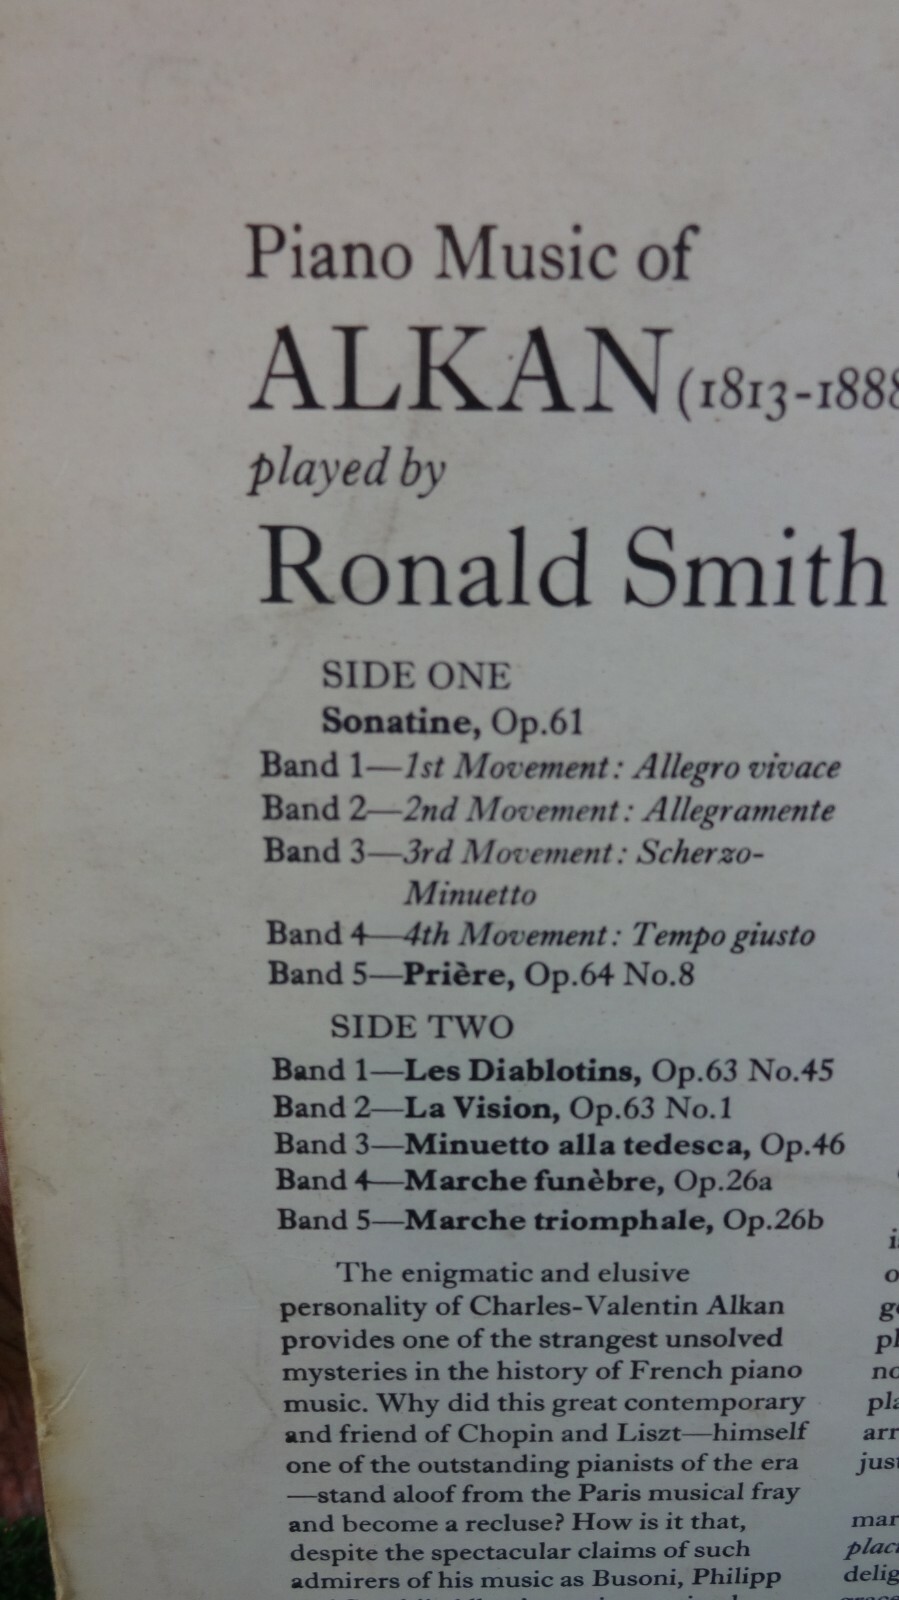 Piano Music of
ALKAN (1813-1888
played by
Ronald Smith
SIDE ONE
Sonatine, Op.61
Band 1—1st Movement: Allegro vivace
Band 2—2nd Movement: Allegramente
Band 3—3rd Movement: Scherzo-
Minuetto
Band 4—4th Movement: Tempo giusto
Band 5—Prière, Op.64 No.8
SIDE TWO
Band 1—Les Diablotins, Op.63 No.45
Band 2—La Vision, Op.63 No.1
Band 3—Minuetto alla tedesca, Op.46
Band 4—Marche funèbre, Op.26a
Band 5—Marche triomphale, Op.26b
The enigmatic and elusive
personality of Charles-Valentin Alkan
provides one of the strangest unsolved
mysteries in the history of French piano
music. Why did this great contemporary
and friend of Chopin and Liszt—himself
one of the outstanding pianists of the era
—stand aloof from the Paris musical fray
and become a recluse? How is it that,
despite the spectacular claims of such
admirers of his music as Busoni, Philipp